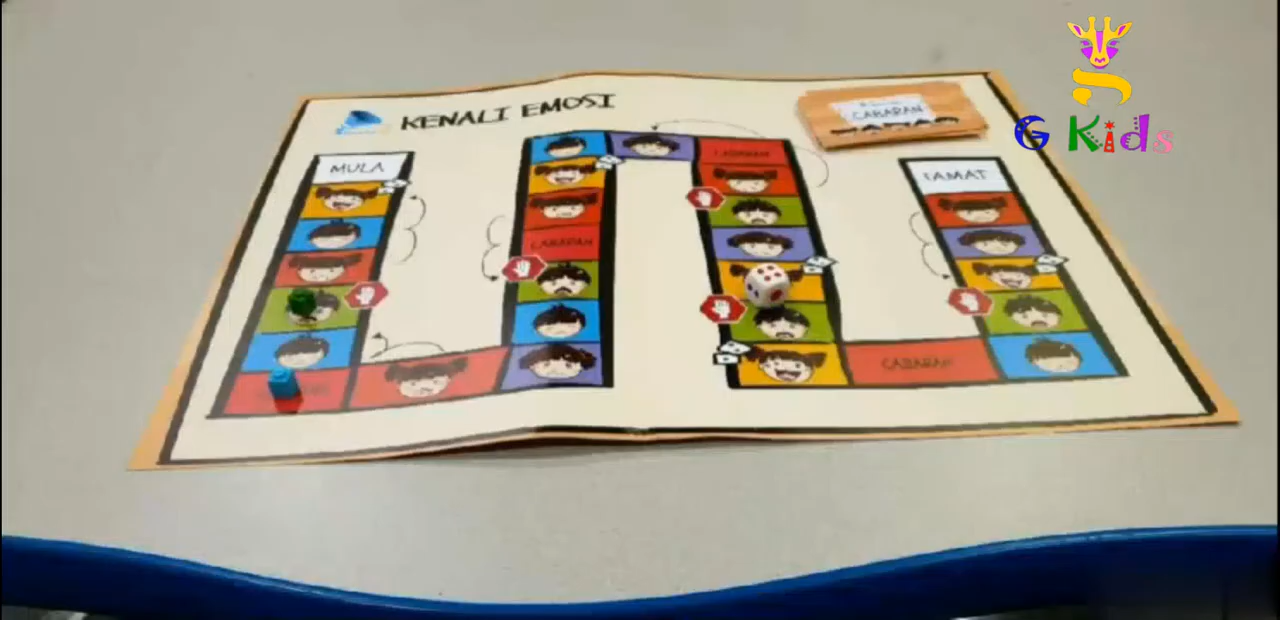 KENALI EMOSI
G Kids
CABARAN
MULA
CABARAN
TAMAT
CABARAN
CABARAN